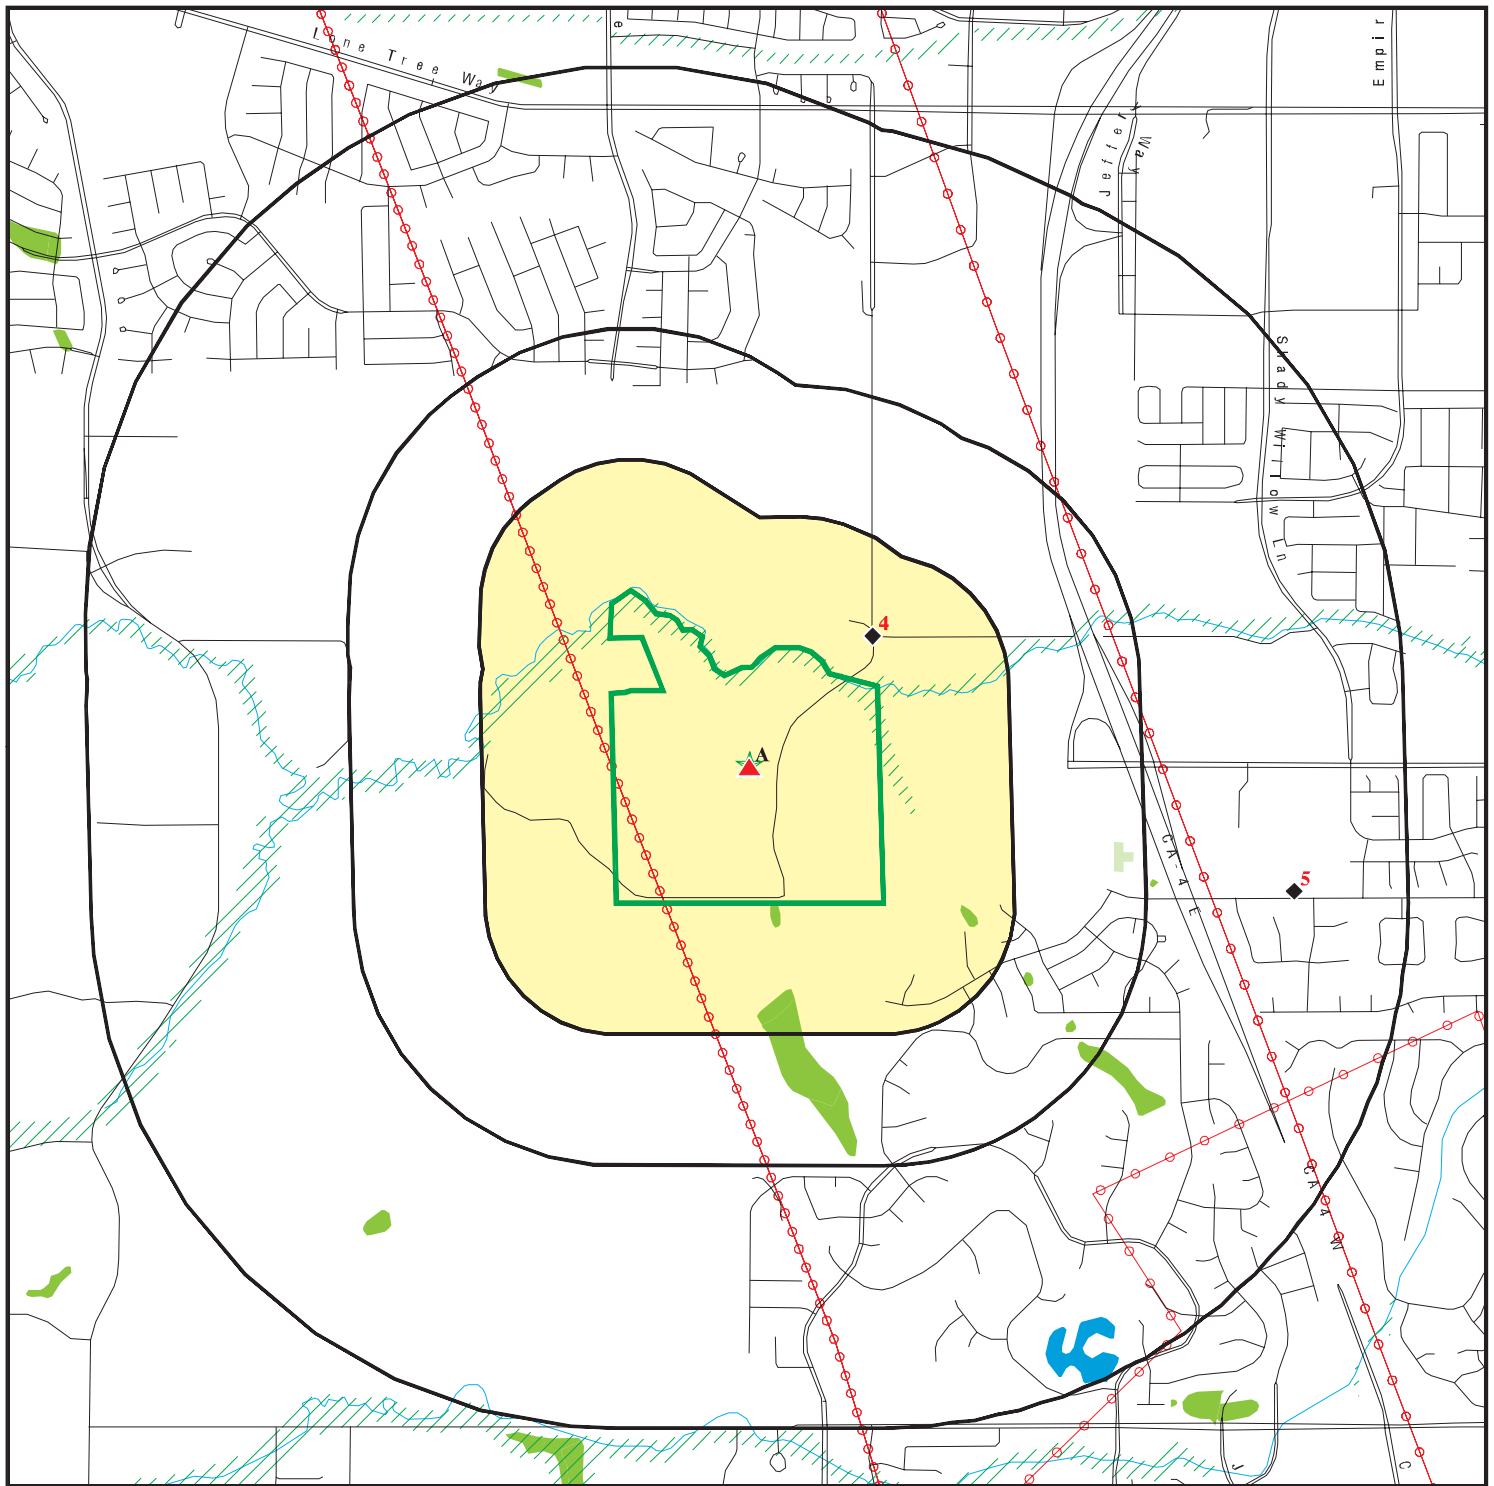 Lone Tree Way
e
Empir
Jeffery Way
Shady Willow Ln
4
A
CA-4 E
5
CA-4 W
J
C